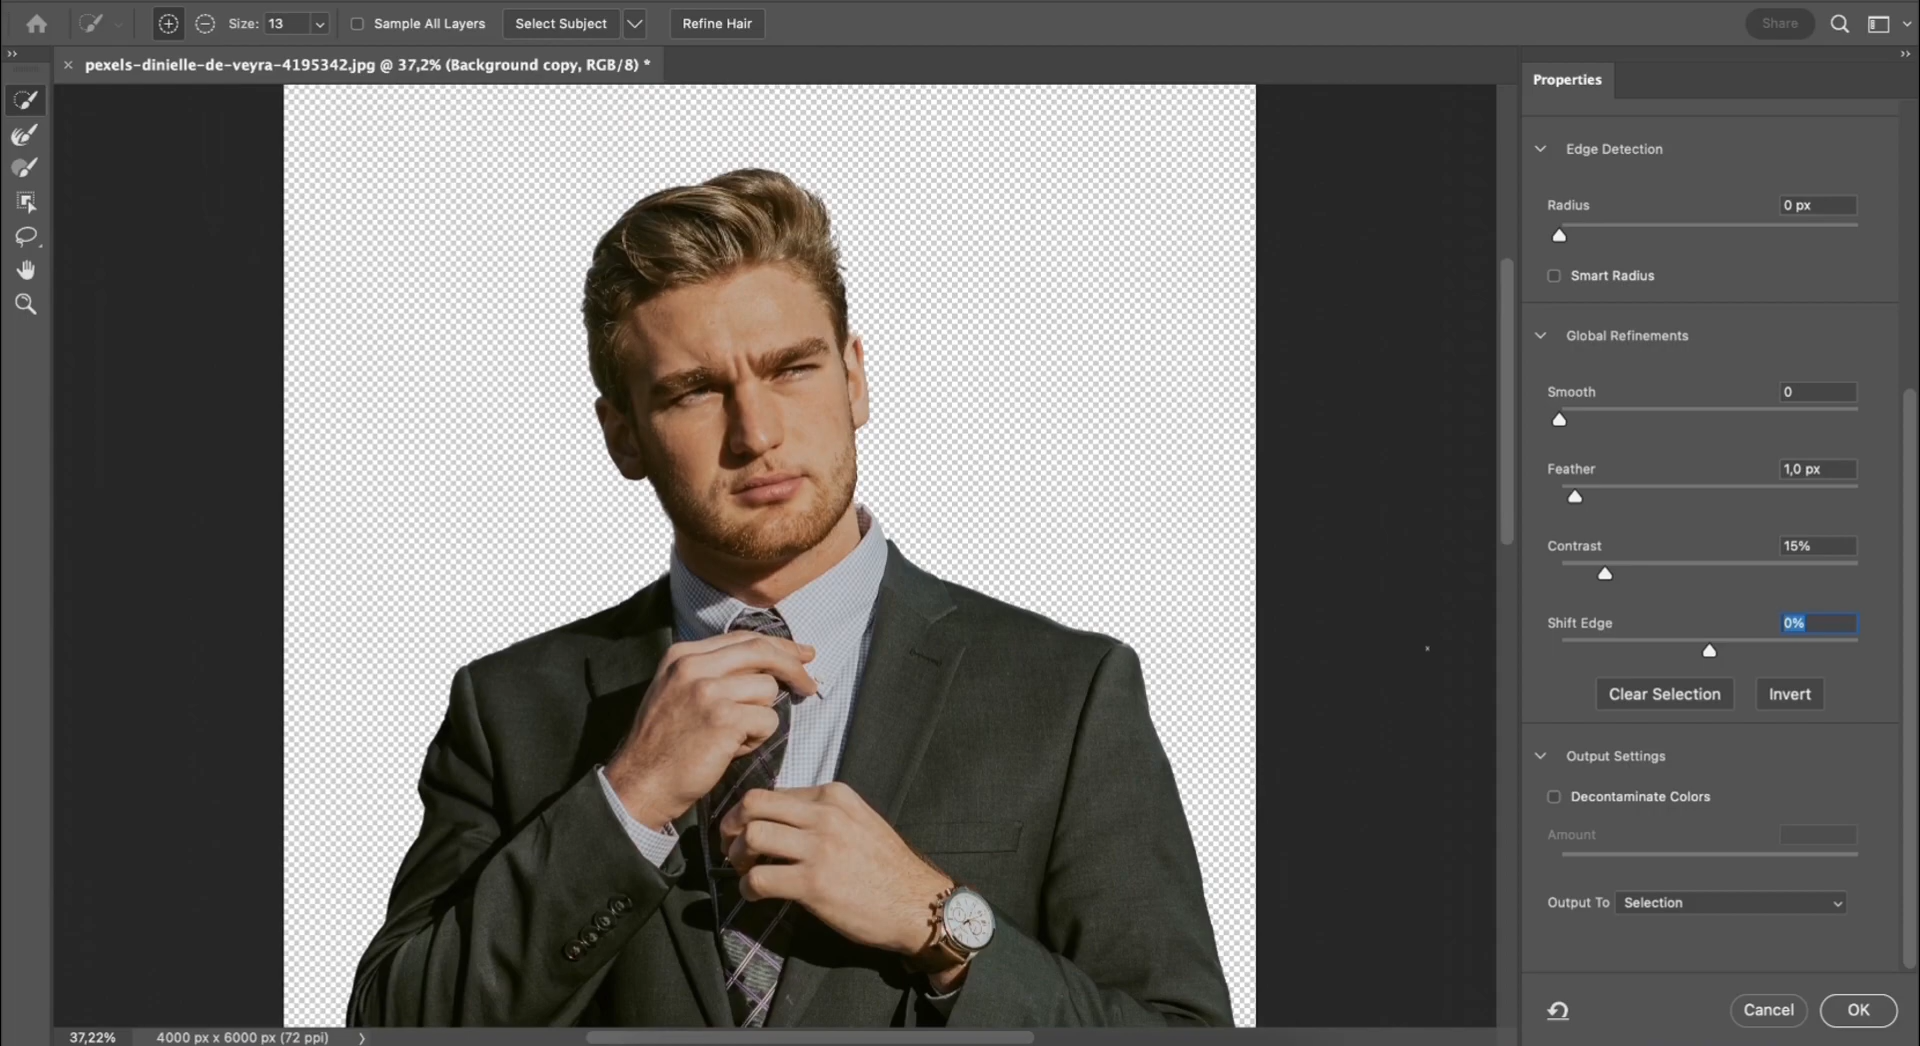 Size: 13
Sample All Layers
Select Subject
Refine Hair
Share
pexels-dinielle-de-veyra-4195342.jpg @ 37,2% (Background copy, RGB/8) *
Properties
Edge Detection
Radius 0 px
Smart Radius
Global Refinements
Smooth 0
Feather 1,0 px
Contrast 15%
Shift Edge 0%
Clear Selection Invert
Output Settings
Decontaminate Colors
Amount
Output To Selection
Cancel OK
37,22% 4000 px x 6000 px (72 ppi)